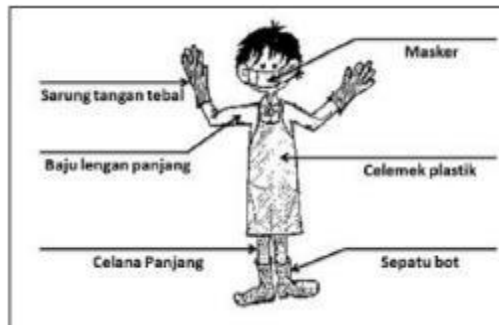 Masker
Sarung tangan tebal
Baju lengan panjang
Celemek plastik
Celana Panjang
Sepatu bot